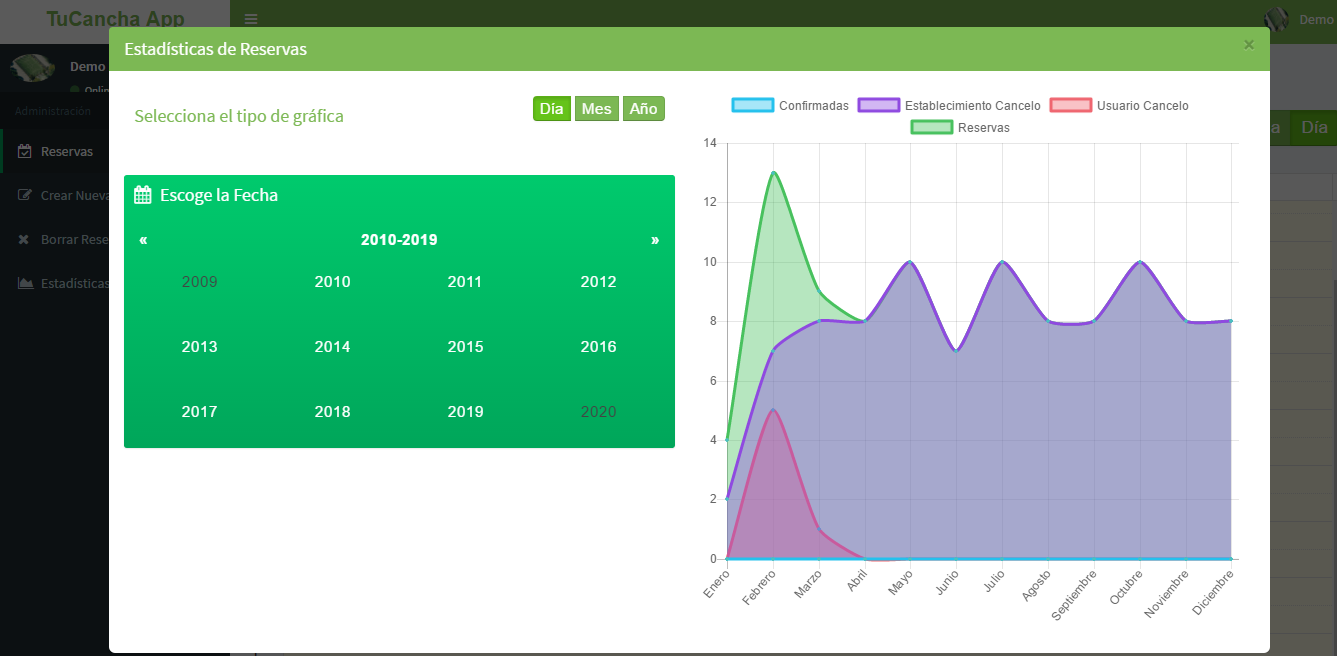 TuCancha App
Demo
Demo
Online
Administración
Reservas
Crear Nueva
Borrar Rese
Estadísticas
Día
Estadísticas de Reservas
×
Selecciona el tipo de gráfica
Día Mes Año
Escoge la Fecha
« 2010-2019 »
2009 2010 2011 2012
2013 2014 2015 2016
2017 2018 2019 2020
Confirmadas Establecimiento Cancelo Usuario Cancelo
Reservas
14
12
10
8
6
4
2
0
Enero Febrero Marzo Abril Mayo Junio Julio Agosto Septiembre Octubre Noviembre Diciembre